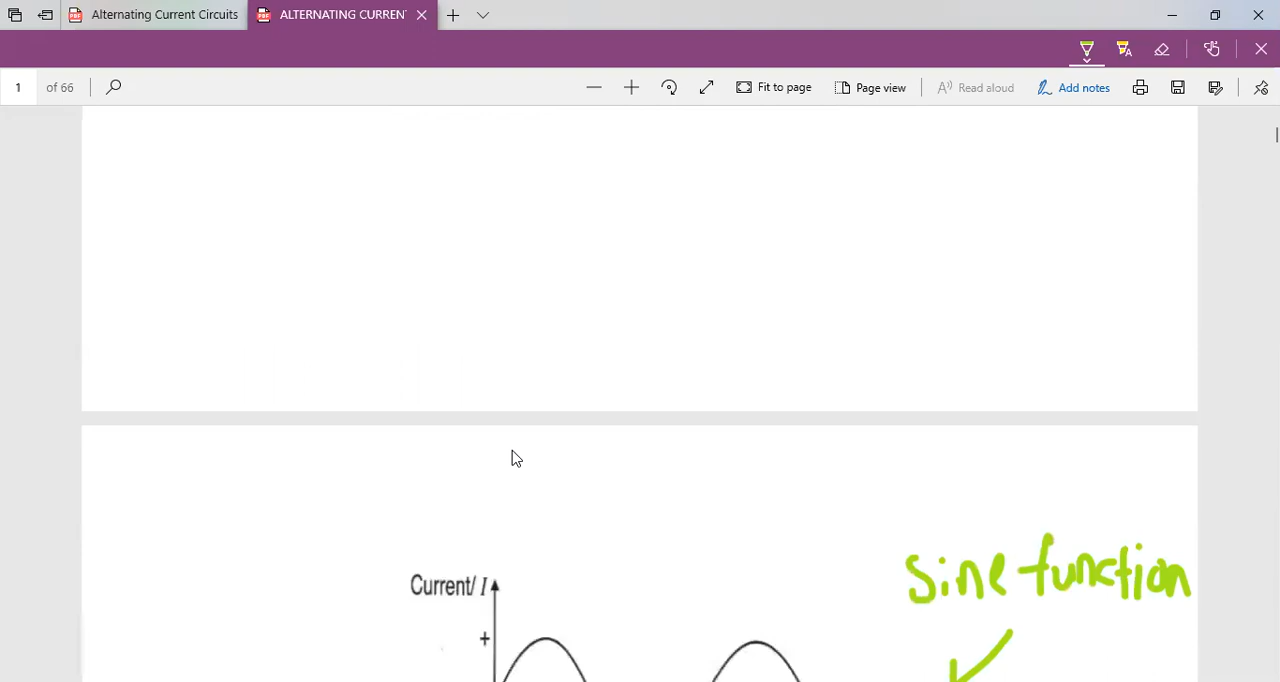 Alternating Current Circuits
ALTERNATING CURREN
1 of 66
Fit to page
Page view
Read aloud
Add notes
sine function
Current/ I
+